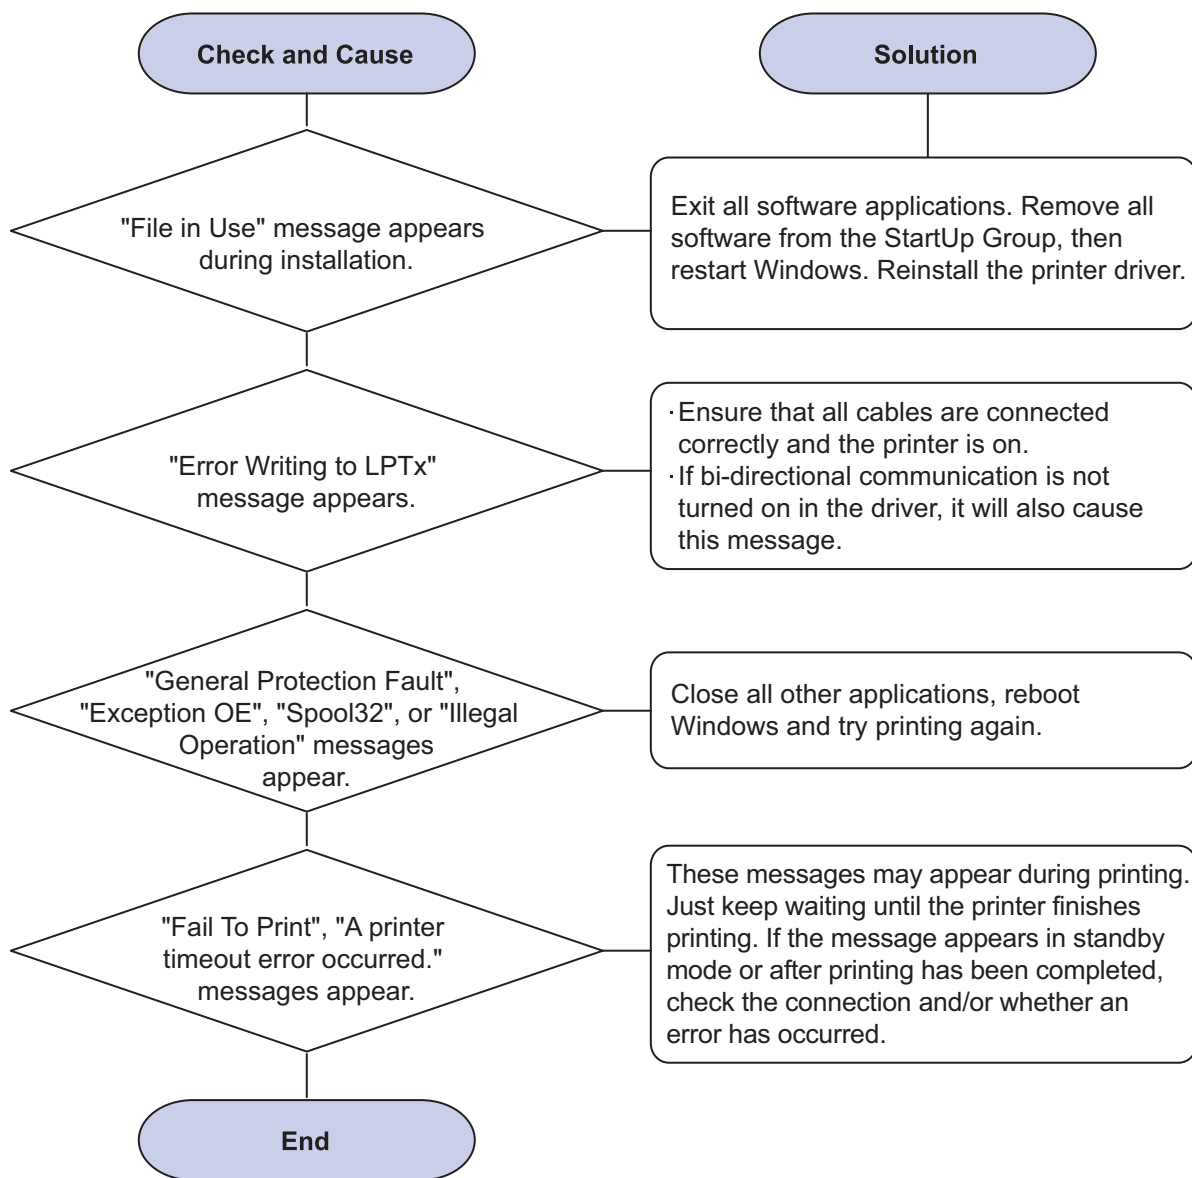 Check and Cause
Solution
"File in Use" message appears
during installation.
Exit all software applications. Remove all
software from the StartUp Group, then
restart Windows. Reinstall the printer driver.
"Error Writing to LPTx"
message appears.
· Ensure that all cables are connected
correctly and the printer is on.
· If bi-directional communication is not
turned on in the driver, it will also cause
this message.
"General Protection Fault",
"Exception OE", "Spool32", or "Illegal
Operation" messages
appear.
Close all other applications, reboot
Windows and try printing again.
"Fail To Print", "A printer
timeout error occurred."
messages appear.
These messages may appear during printing.
Just keep waiting until the printer finishes
printing. If the message appears in standby
mode or after printing has been completed,
check the connection and/or whether an
error has occurred.
End